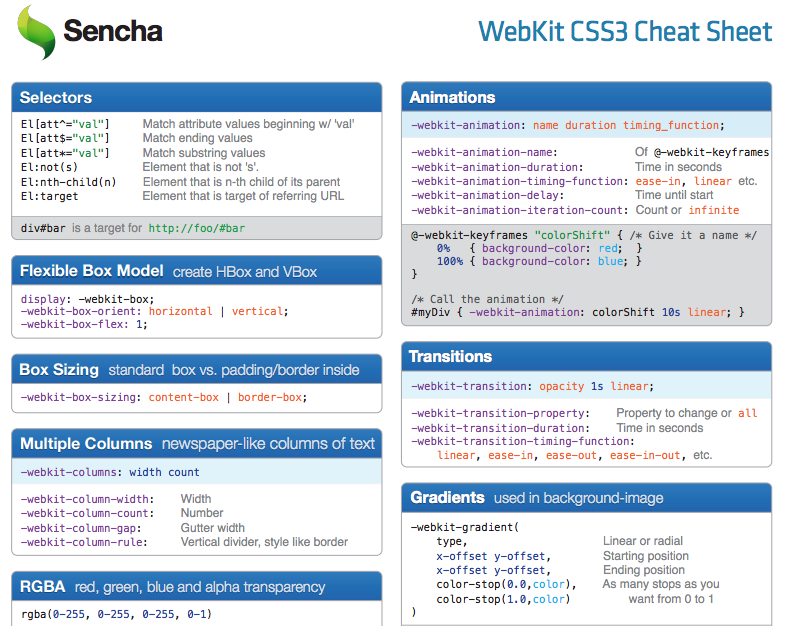 Sencha
WebKit CSS3 Cheat Sheet
Selectors
El[att^="val"] Match attribute values beginning w/ 'val'
El[att$="val"] Match ending values
El[att*="val"] Match substring values
El:not(s) Element that is not 's'.
El:nth-child(n) Element that is n-th child of its parent
El:target Element that is target of referring URL
div#bar is a target for http://foo/#bar
Flexible Box Model create HBox and VBox
display: -webkit-box;
-webkit-box-orient: horizontal | vertical;
-webkit-box-flex: 1;
Box Sizing standard box vs. padding/border inside
-webkit-box-sizing: content-box | border-box;
Multiple Columns newspaper-like columns of text
-webkit-columns: width count
-webkit-column-width: Width
-webkit-column-count: Number
-webkit-column-gap: Gutter width
-webkit-column-rule: Vertical divider, style like border
RGBA red, green, blue and alpha transparency
rgba(0-255, 0-255, 0-255, 0-1)
Animations
-webkit-animation: name duration timing_function;
-webkit-animation-name: Of @-webkit-keyframes
-webkit-animation-duration: Time in seconds
-webkit-animation-timing-function: ease-in, linear etc.
-webkit-animation-delay: Time until start
-webkit-animation-iteration-count: Count or infinite
@-webkit-keyframes "colorShift" { /* Give it a name */
0% { background-color: red; }
100% { background-color: blue; }
}
/* Call the animation */
#myDiv { -webkit-animation: colorShift 10s linear; }
Transitions
-webkit-transition: opacity 1s linear;
-webkit-transition-property: Property to change or all
-webkit-transition-duration: Time in seconds
-webkit-transition-timing-function:
linear, ease-in, ease-out, ease-in-out, etc.
Gradients used in background-image
-webkit-gradient(
type, Linear or radial
x-offset y-offset, Starting position
x-offset y-offset, Ending position
color-stop(0.0,color), As many stops as you
color-stop(1.0,color) want from 0 to 1
)